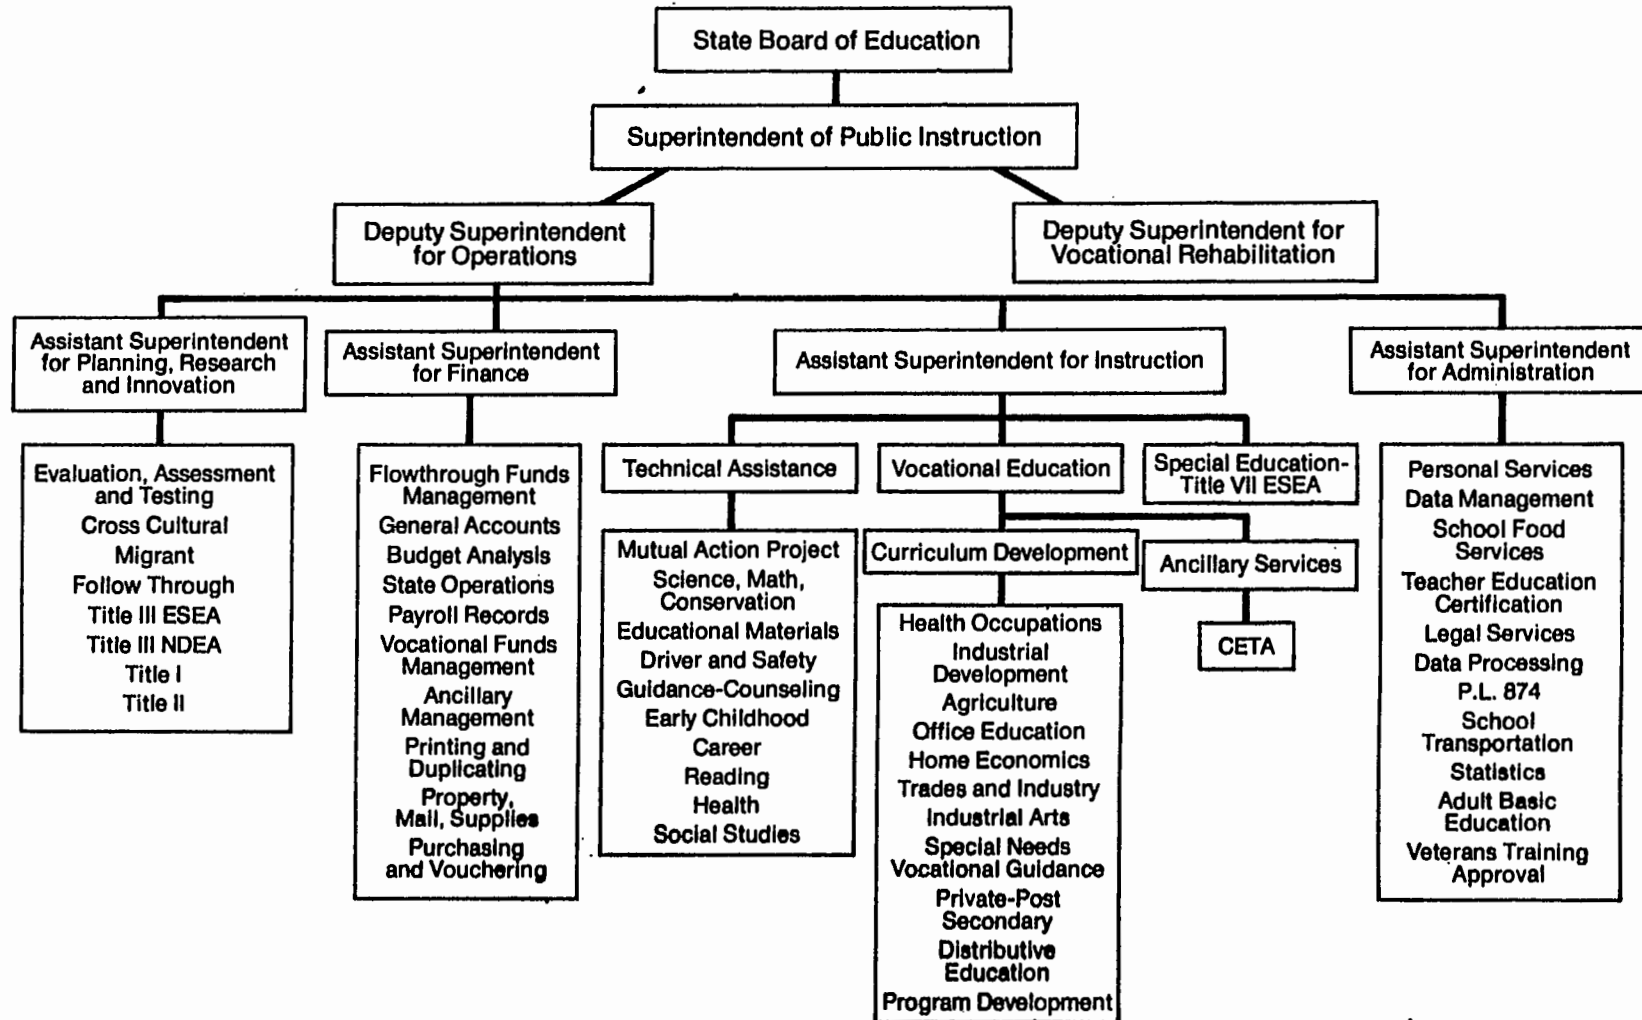 State Board of Education
Superintendent of Public Instruction
Deputy Superintendent
for Operations
Deputy Superintendent for
Vocational Rehabilitation
Assistant Superintendent
for Planning, Research
and Innovation
Assistant Superintendent
for Finance
Assistant Superintendent for Instruction
Assistant Superintendent
for Administration
Evaluation, Assessment
and Testing
Cross Cultural
Migrant
Follow Through
Title III ESEA
Title III NDEA
Title I
Title II
Flowthrough Funds
Management
General Accounts
Budget Analysis
State Operations
Payroll Records
Vocational Funds
Management
Ancillary
Management
Printing and
Duplicating
Property,
Mail, Supplies
Purchasing
and Vouchering
Technical Assistance
Mutual Action Project
Science, Math,
Conservation
Educational Materials
Driver and Safety
Guidance-Counseling
Early Childhood
Career
Reading
Health
Social Studies
Vocational Education
Curriculum Development
Health Occupations
Industrial
Development
Agriculture
Office Education
Home Economics
Trades and Industry
Industrial Arts
Special Needs
Vocational Guidance
Private-Post
Secondary
Distributive
Education
Program Development
Special Education-
Title VII ESEA
Ancillary Services
CETA
Personal Services
Data Management
School Food
Services
Teacher Education
Certification
Legal Services
Data Processing
P.L. 874
School
Transportation
Statistics
Adult Basic
Education
Veterans Training
Approval